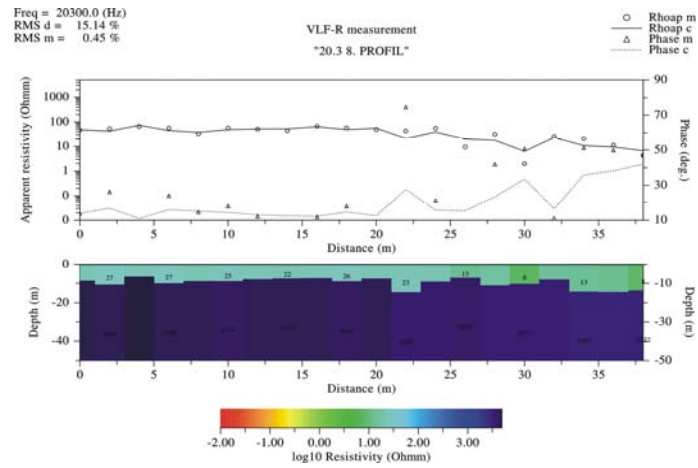 Freq = 20300.0 (Hz)
RMS d = 15.14 %
RMS m = 0.45 %
VLF-R measurement
"20.3 8. PROFIL"
Rhoap m
Rhoap c
Phase m
Phase c
Apparent resistivity (Ohmm)
1000
100
10
1
0
0
Phase (deg.)
90
70
50
30
10
0 5 10 15 20 25 30 35
Distance (m)
Depth (m)
0
-20
-40
27 27 25 22 26 23 13 8 13
Depth (m)
-10
-30
-50
0 5 10 15 20 25 30 35
Distance (m)
-2.00 -1.00 0.00 1.00 2.00 3.00
log10 Resistivity (Ohmm)